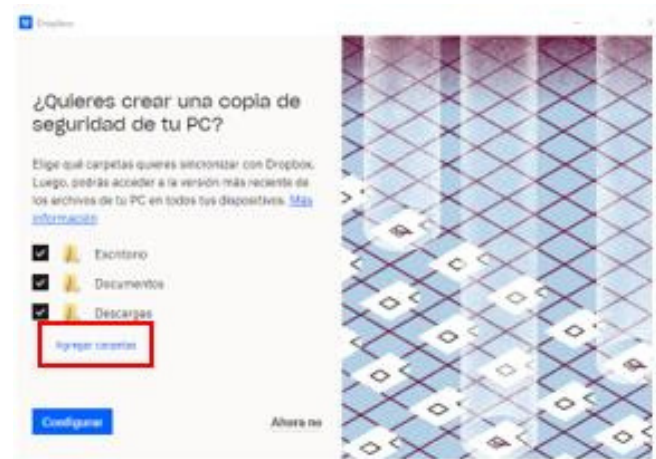 Dropbox
¿Quieres crear una copia de
seguridad de tu PC?
Elige qué carpetas quieres sincronizar con Dropbox.
Luego, podrás acceder a la versión más reciente de
los archivos de tu PC en todos tus dispositivos. Más
información
Escritorio
Documentos
Descargas
Agregar carpetas
Configurar
Ahora no